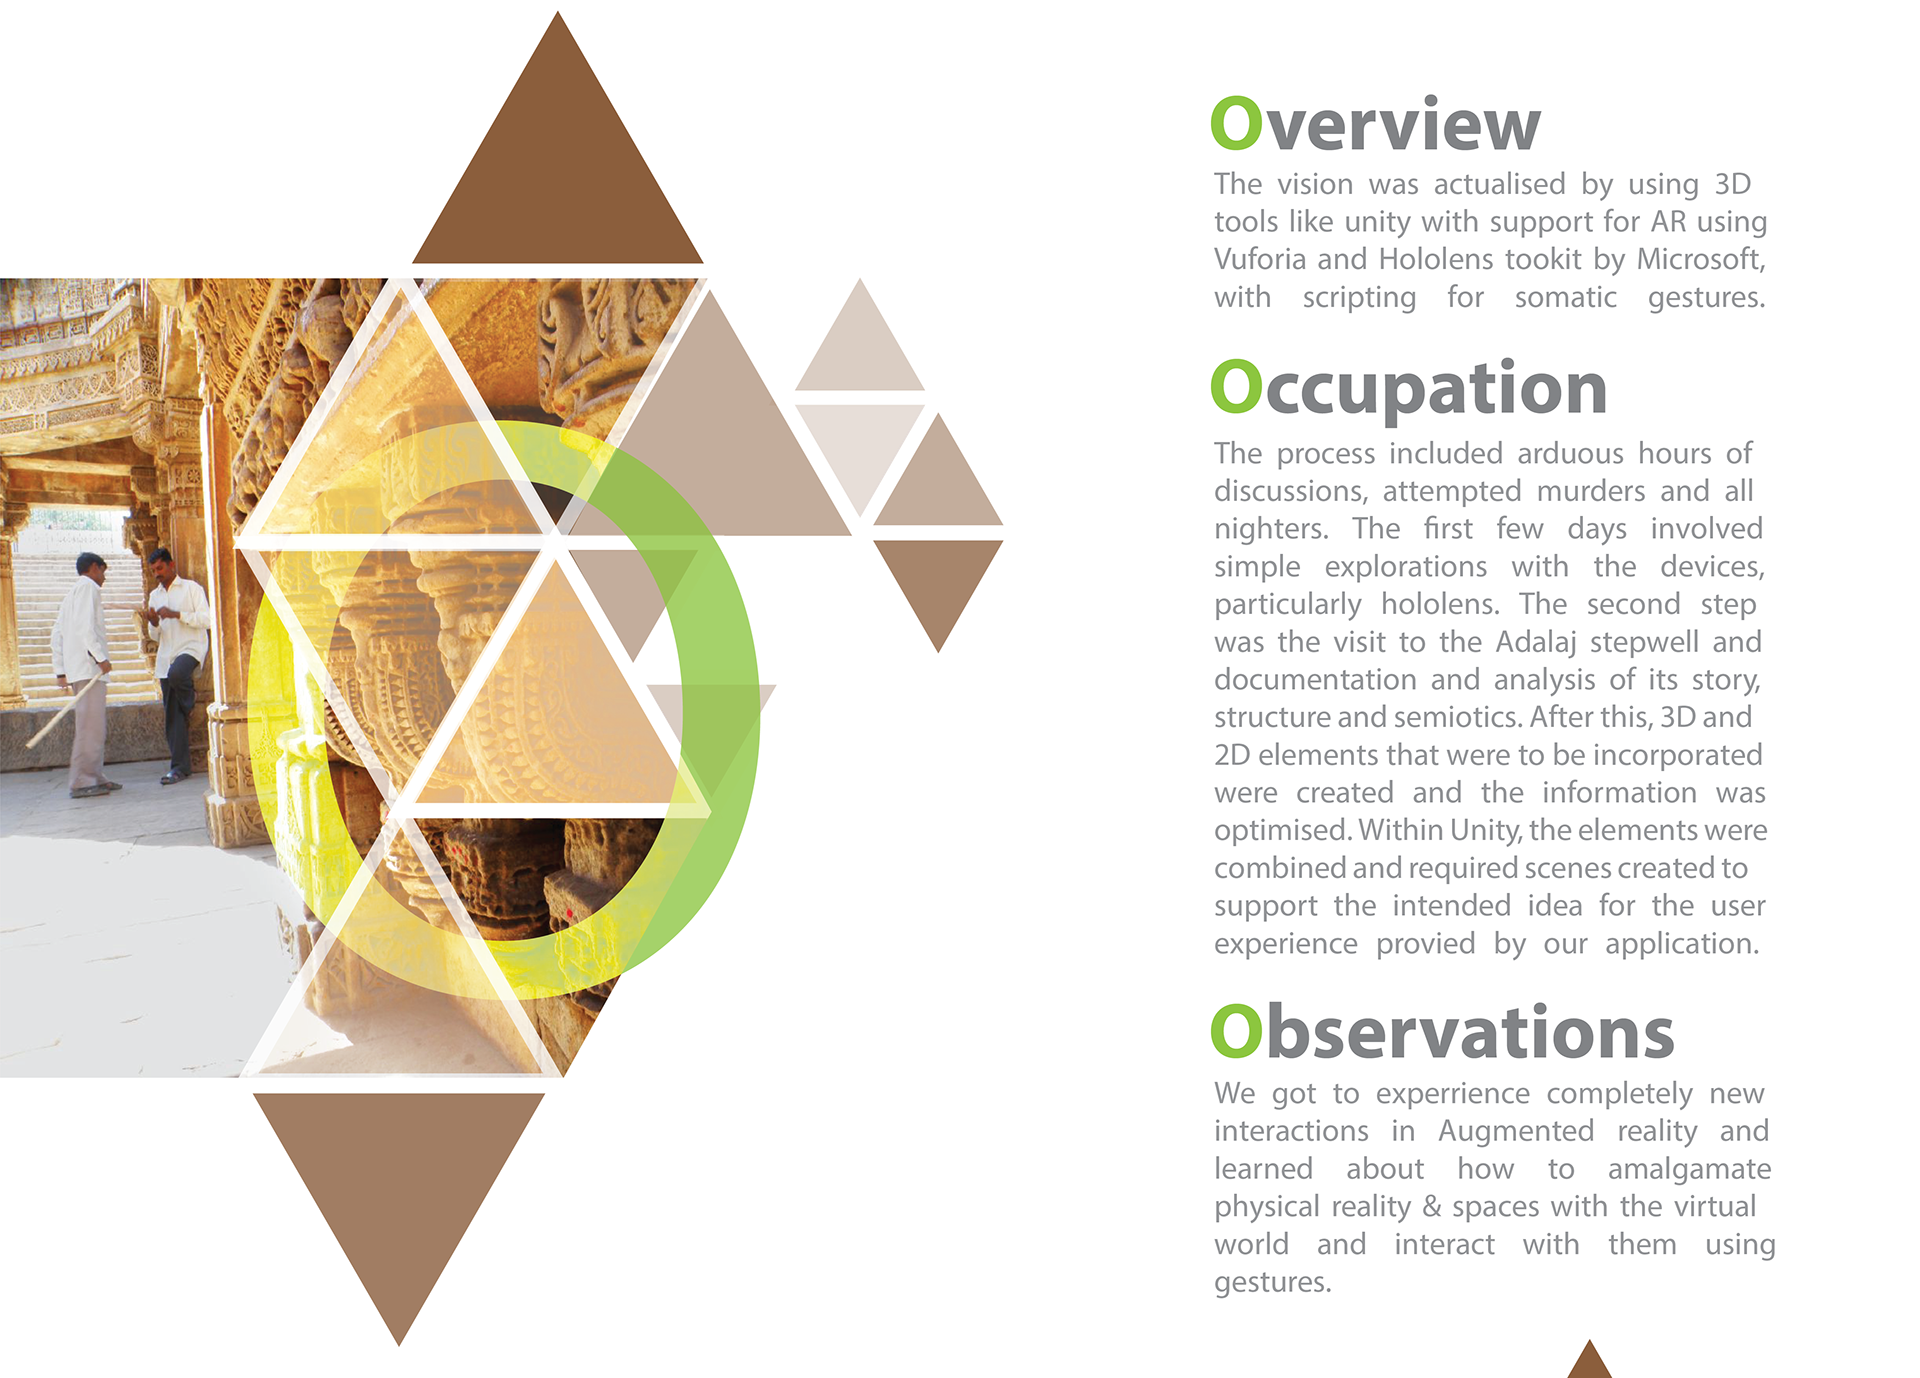 Overview
The vision was actualised by using 3D
tools like unity with support for AR using
Vuforia and Hololens tookit by Microsoft,
with scripting for somatic gestures.
Occupation
The process included arduous hours of
discussions, attempted murders and all
nighters. The first few days involved
simple explorations with the devices,
particularly hololens. The second step
was the visit to the Adalaj stepwell and
documentation and analysis of its story,
structure and semiotics. After this, 3D and
2D elements that were to be incorporated
were created and the information was
optimised. Within Unity, the elements were
combined and required scenes created to
support the intended idea for the user
experience provied by our application.
Observations
We got to experrience completely new
interactions in Augmented reality and
learned about how to amalgamate
physical reality & spaces with the virtual
world and interact with them using
gestures.